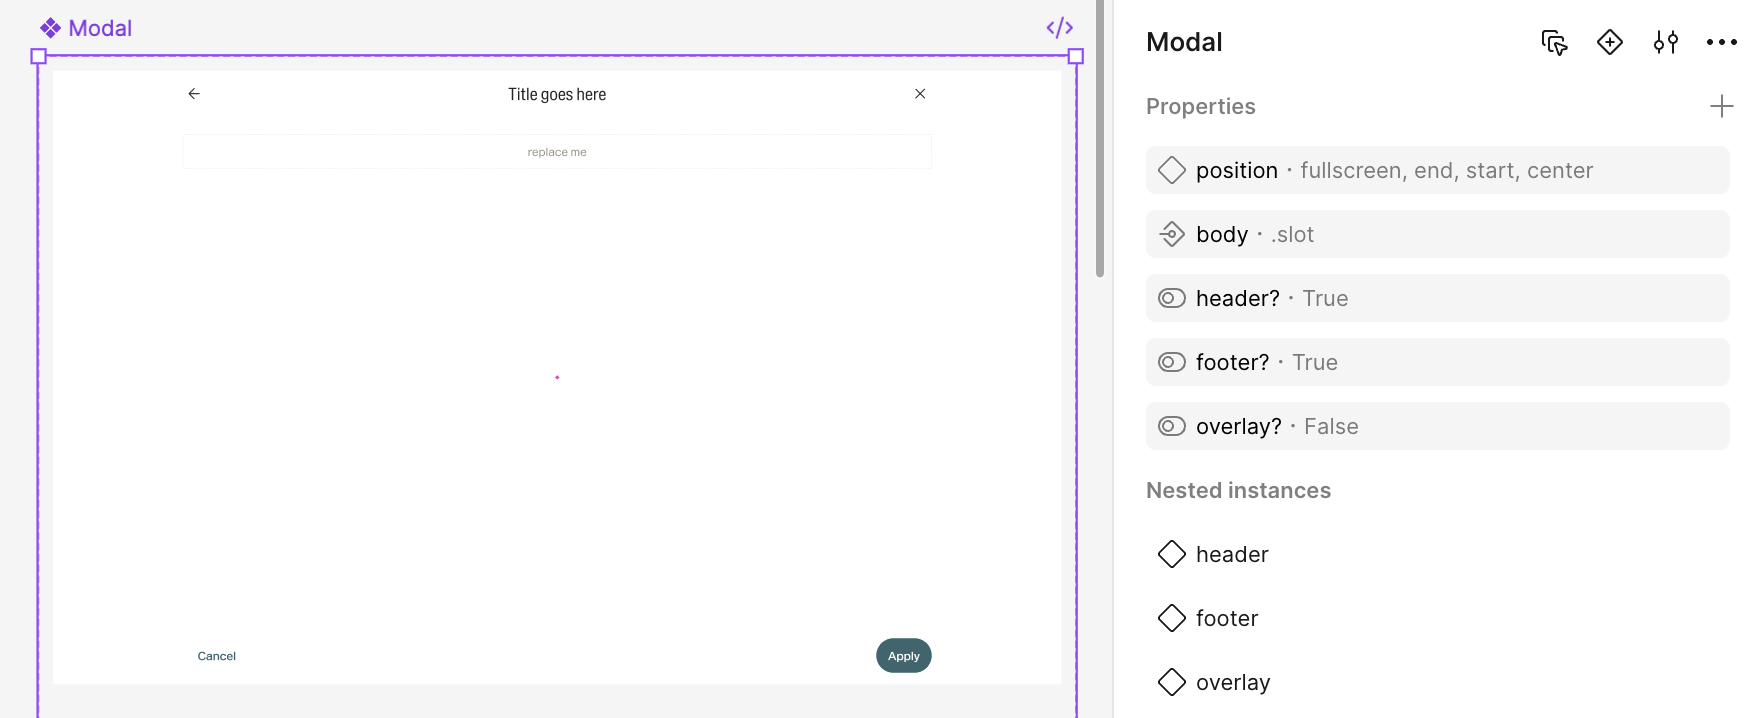 Modal
Title goes here
replace me
Cancel
Apply
Modal
Properties
position · fullscreen, end, start, center
body · .slot
header? · True
footer? · True
overlay? · False
Nested instances
header
footer
overlay